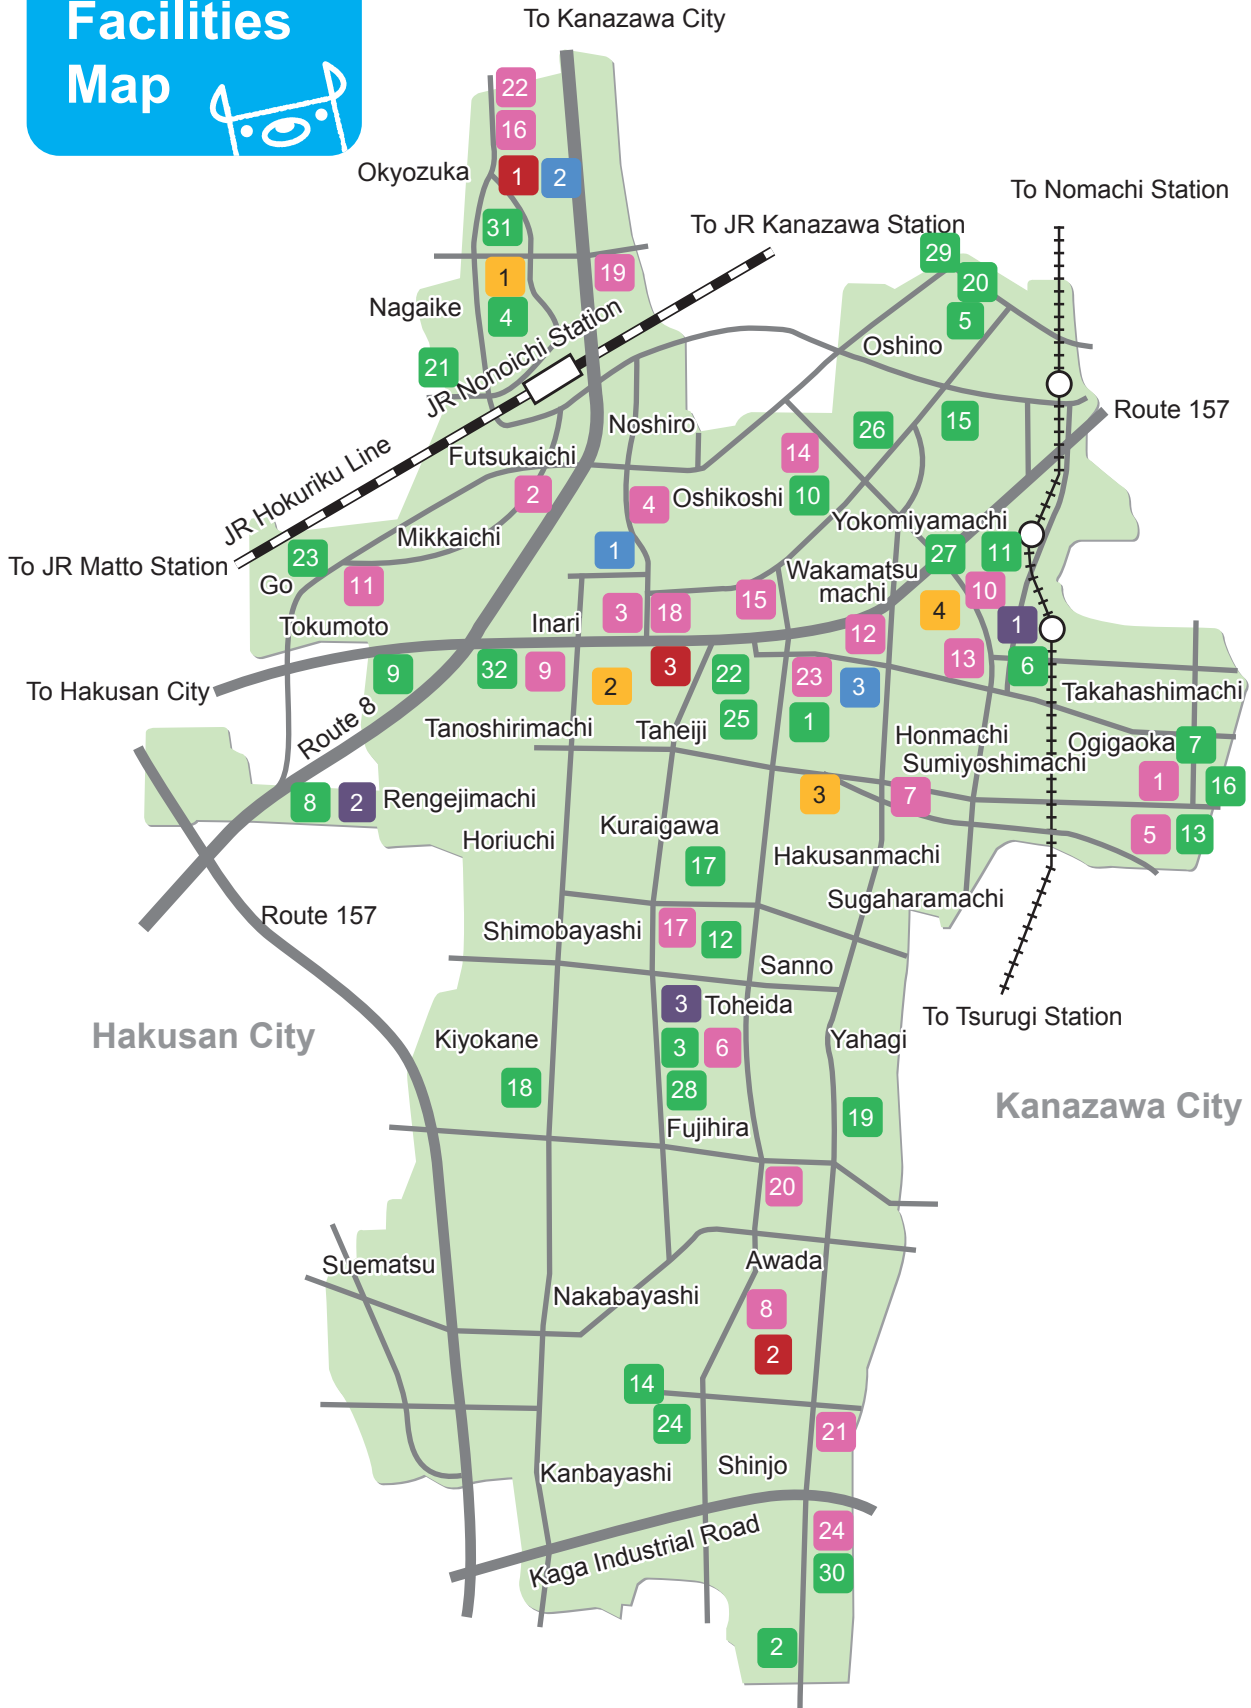 Facilities
Map
To Kanazawa City
22
16
Okyozuka
1
2
To Nomachi Station
31
To JR Kanazawa Station
29
1
19
20
Nagaike
4
5
JR Nonoichi Station
Oshino
21
Route 157
Noshiro
26
15
JR Hokuriku Line
Futsukaichi
14
2
4
Oshikoshi
10
Mikkaichi
Yokomiyamachi
1
27
11
23
To JR Matto Station
Go
11
Wakamatsu
machi
10
15
4
3
18
Inari
Tokumoto
12
1
13
6
9
32
9
3
22
23
3
2
To Hakusan City
Takahashimachi
Route 8
Tanoshirimachi
Taheiji
25
1
Honmachi
Ogigaoka
7
Sumiyoshimachi
1
16
8
2
Rengejimachi
3
7
Kuraigawa
5
13
Horiuchi
17
Hakusanmachi
Sugaharamachi
Route 157
Shimobayashi
17
12
Sanno
3
Toheida
To Tsurugi Station
Hakusan City
Kiyokane
3
6
Yahagi
18
28
Kanazawa City
19
Fujihira
20
Suematsu
Awada
Nakabayashi
8
2
14
24
21
Kanbayashi
Shinjo
24
Kaga Industrial Road
30
2